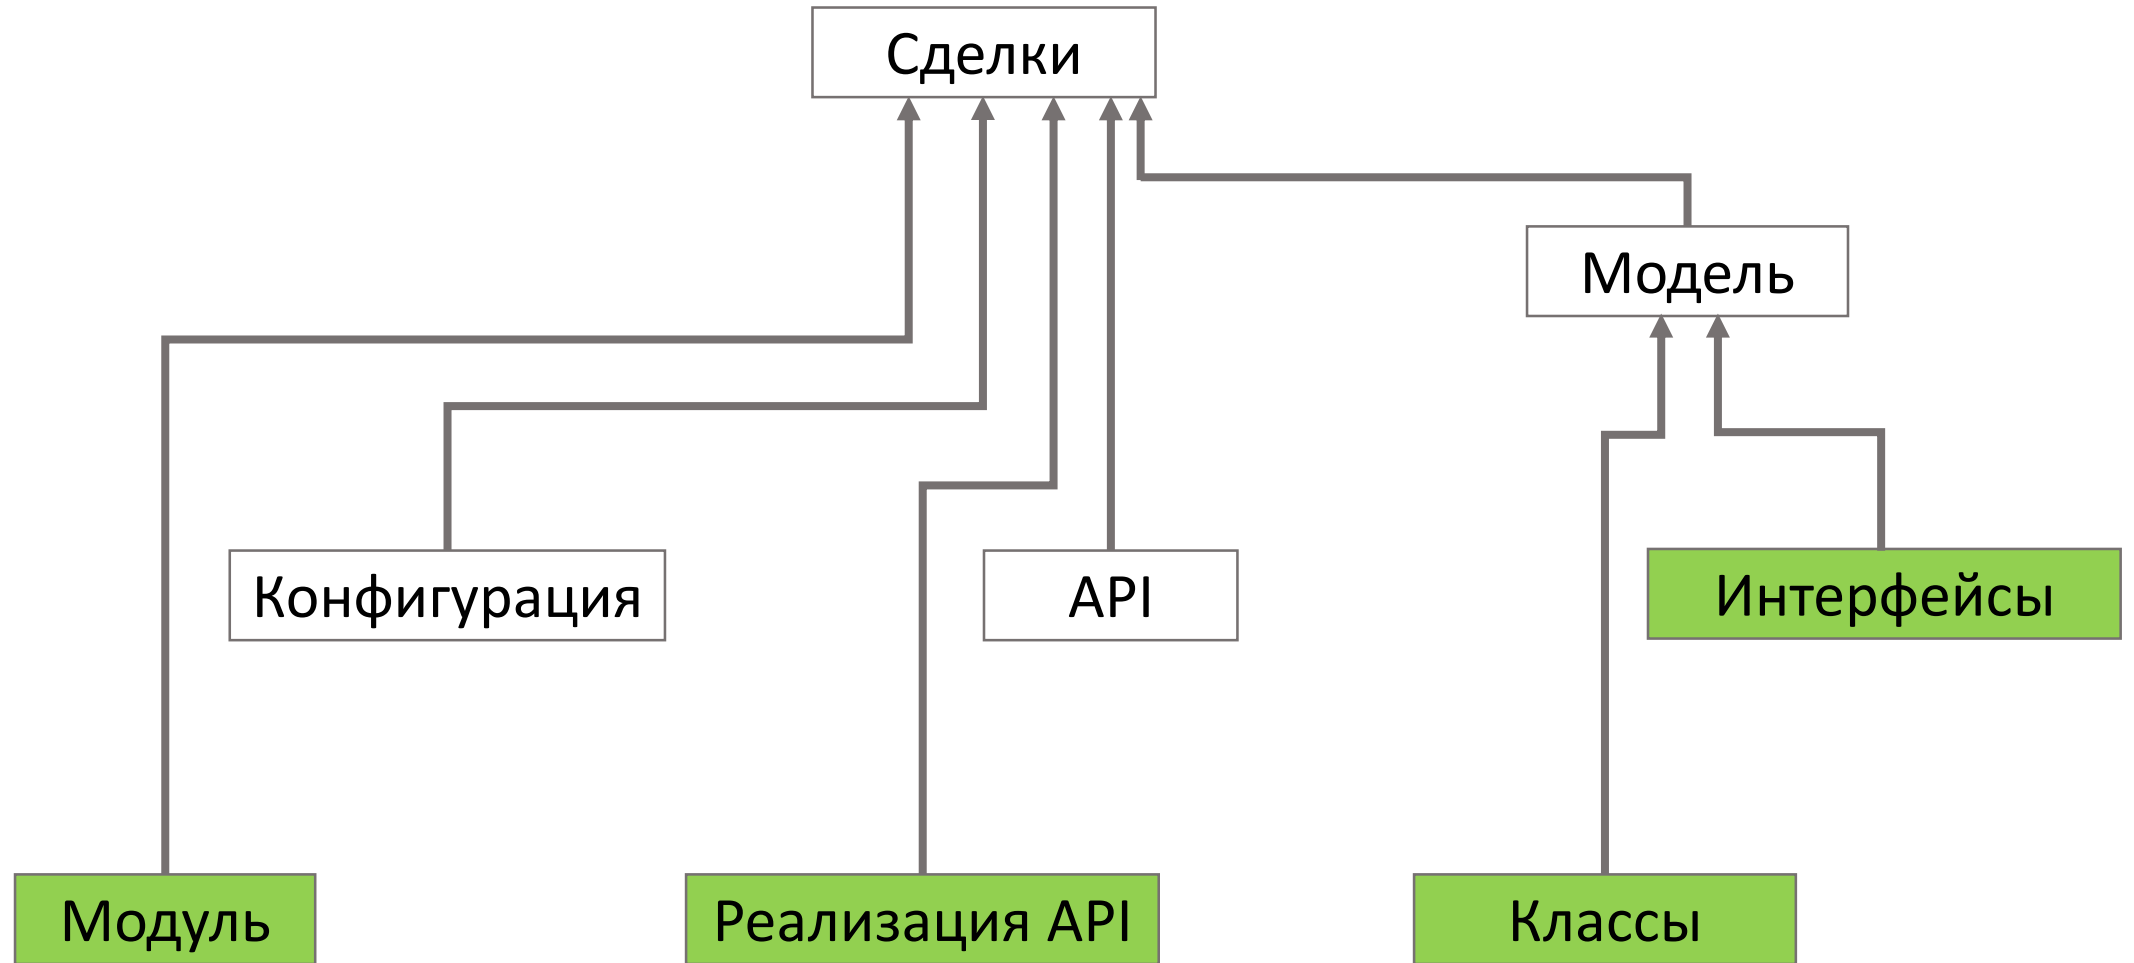 Сделки
Модель
Конфигурация
API
Интерфейсы
Модуль
Реализация API
Классы